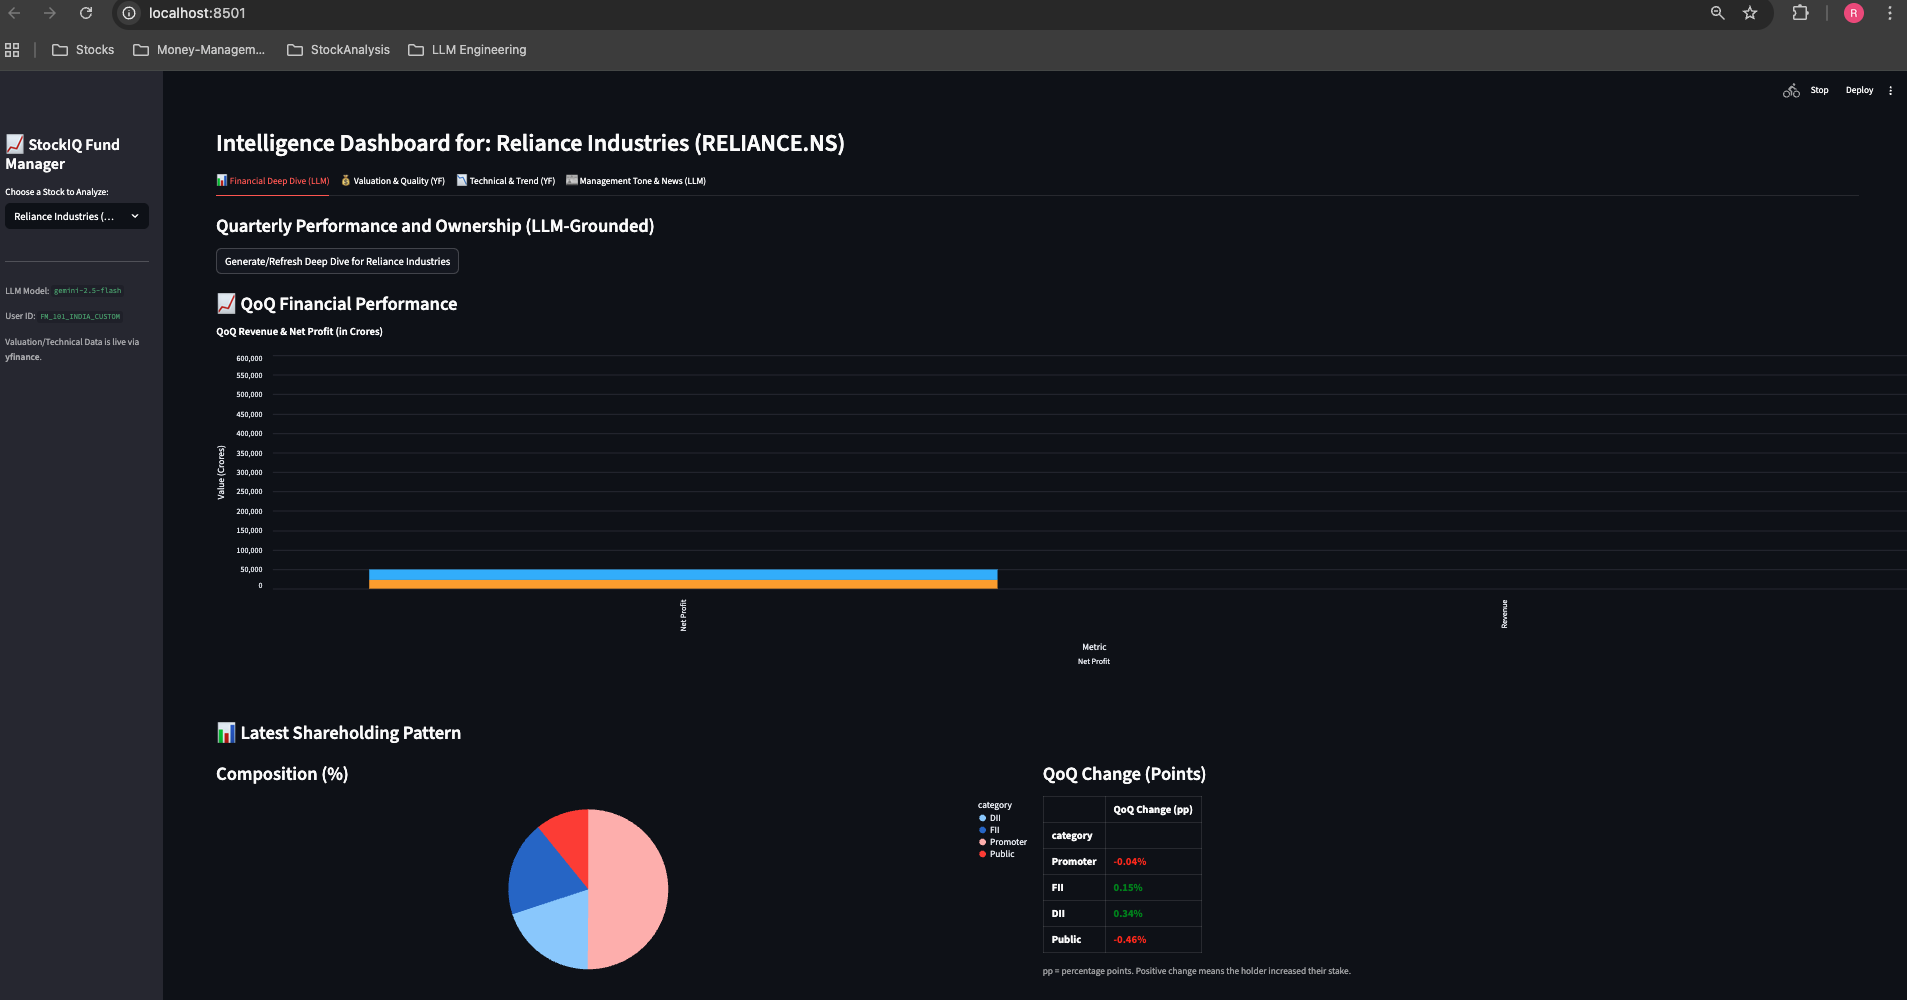 localhost:8501
Stocks
Money-Managem...
StockAnalysis
LLM Engineering
R
Stop
Deploy
StockIQ Fund
Manager
Choose a Stock to Analyze:
Reliance Industries (...
LLM Model: gemini-2.5-flash
User ID: FM_101_INDIA_CUSTOM
Valuation/Technical Data is live via
yfinance.
Intelligence Dashboard for: Reliance Industries (RELIANCE.NS)
Financial Deep Dive (LLM)
Valuation & Quality (YF)
Technical & Trend (YF)
Management Tone & News (LLM)
Quarterly Performance and Ownership (LLM-Grounded)
Generate/Refresh Deep Dive for Reliance Industries
QoQ Financial Performance
QoQ Revenue & Net Profit (in Crores)
Value (Crores)
600,000
550,000
500,000
450,000
400,000
350,000
300,000
250,000
200,000
150,000
100,000
50,000
0
Net Profit
Revenue
Metric
Net Profit
Latest Shareholding Pattern
Composition (%)
category
DII
FII
Promoter
Public
QoQ Change (Points)
QoQ Change (pp)
category
Promoter -0.04%
FII 0.15%
DII 0.34%
Public -0.46%
pp = percentage points. Positive change means the holder increased their stake.